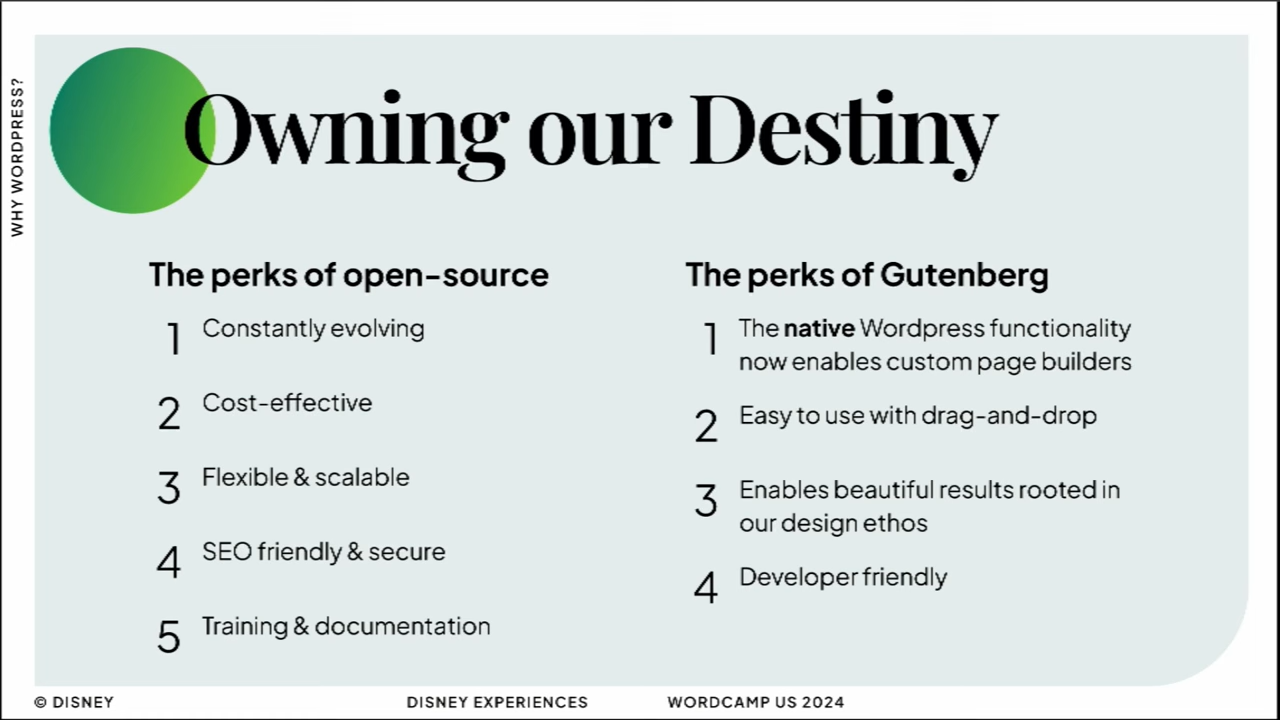 WHY WORDPRESS?
Owning our Destiny
The perks of open-source
1 Constantly evolving
2 Cost-effective
3 Flexible & scalable
4 SEO friendly & secure
5 Training & documentation
The perks of Gutenberg
1 The native Wordpress functionality
now enables custom page builders
2 Easy to use with drag-and-drop
3 Enables beautiful results rooted in
our design ethos
4 Developer friendly
© DISNEY
DISNEY EXPERIENCES
WORDCAMP US 2024